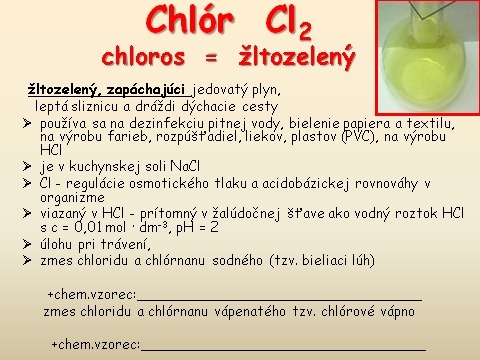 Chlór Cl2
chloros = žltozelený
žltozelený, zapáchajúci jedovatý plyn,
leptá sliznicu a dráždi dýchacie cesty
➢ používa sa na dezinfekciu pitnej vody, bielenie papiera a textilu,
na výrobu farieb, rozpúšťadiel, liekov, plastov (PVC), na výrobu
HCl
➢ je v kuchynskej soli NaCl
➢ Cl - regulácie osmotického tlaku a acidobázickej rovnováhy v
organizme
➢ viazaný v HCl - prítomný v žalúdočnej šťave ako vodný roztok HCl
s c = 0,01 mol · dm-3, pH = 2
➢ úlohu pri trávení,
➢ zmes chloridu a chlórnanu sodného (tzv. bieliaci lúh)
+chem.vzorec:________________________________
zmes chloridu a chlórnanu vápenatého tzv. chlórové vápno
+chem.vzorec:________________________________